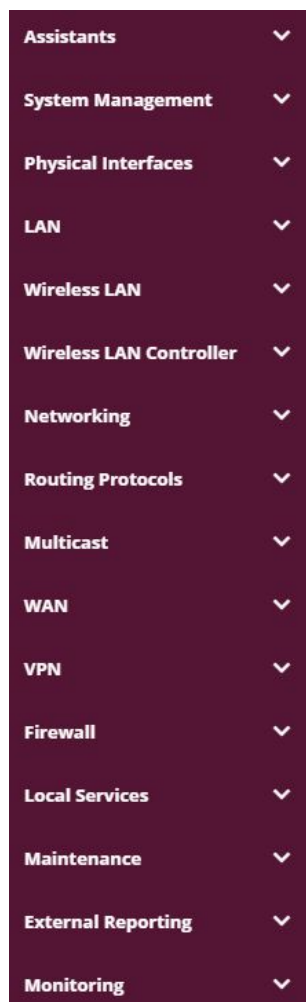 Assistants
System Management
Physical Interfaces
LAN
Wireless LAN
Wireless LAN Controller
Networking
Routing Protocols
Multicast
WAN
VPN
Firewall
Local Services
Maintenance
External Reporting
Monitoring